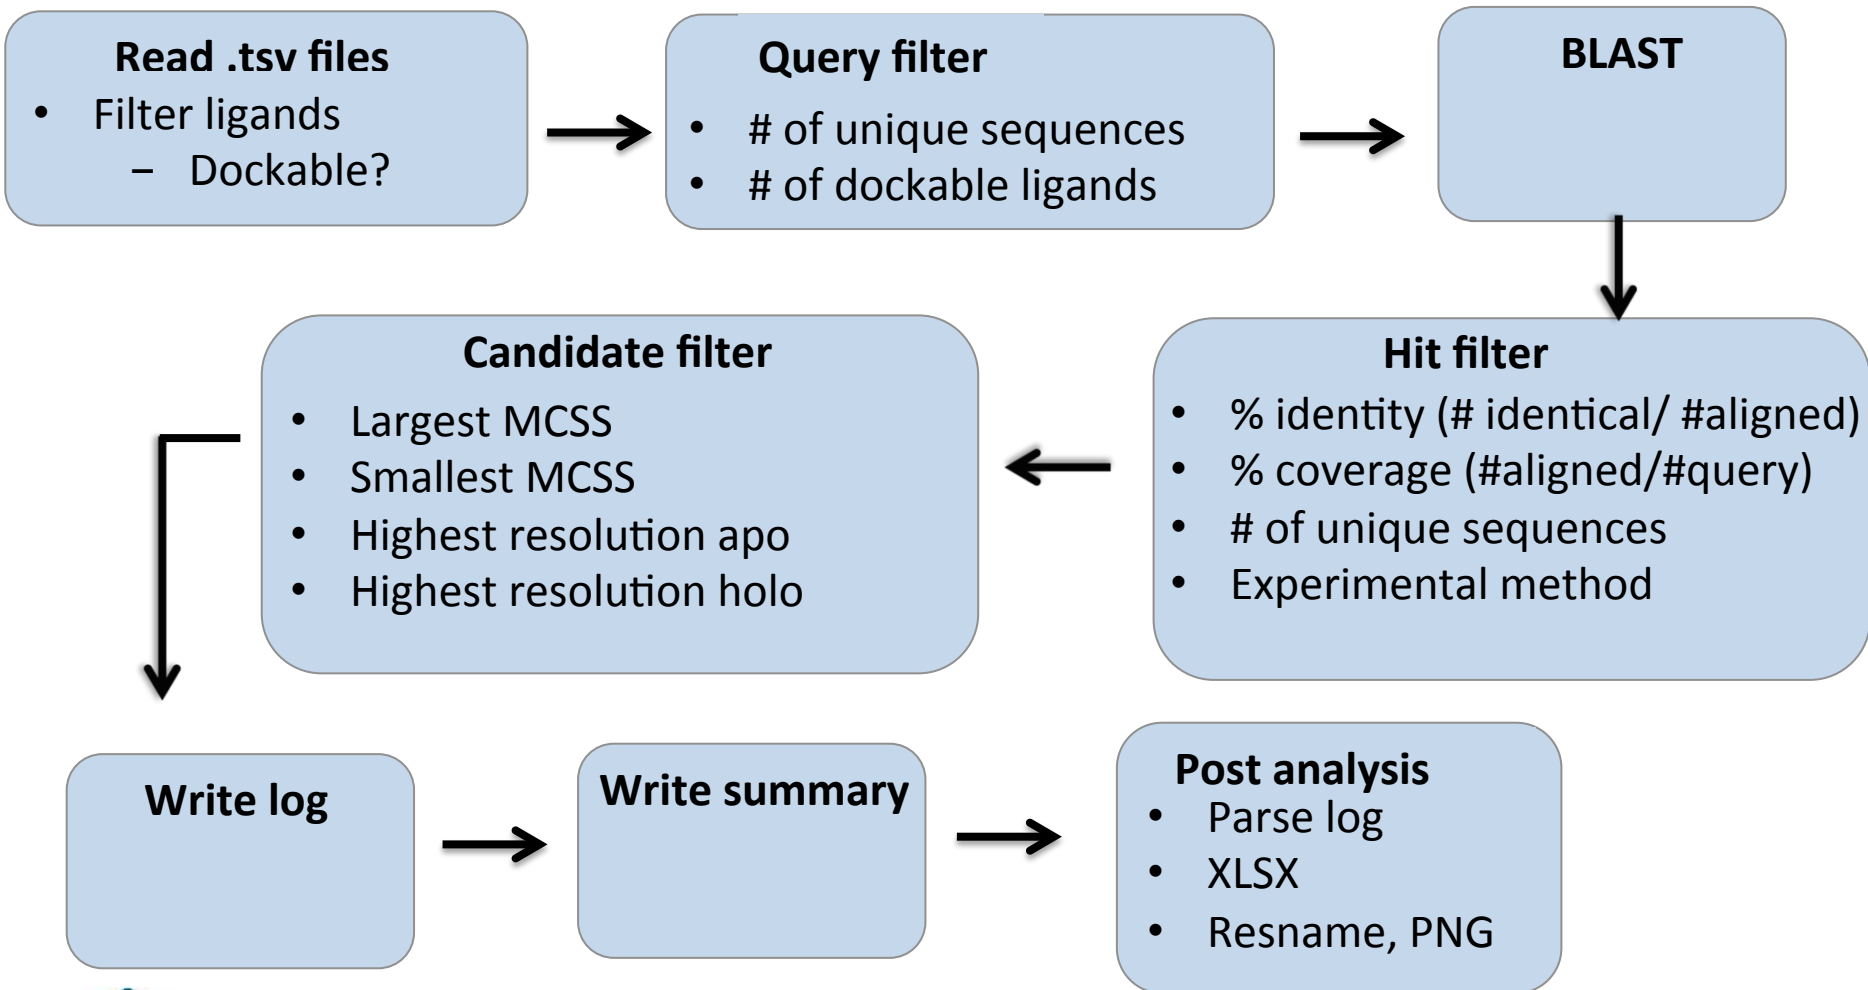 Read .tsv files
• Filter ligands
– Dockable?
Query filter
• # of unique sequences
• # of dockable ligands
BLAST
Hit filter
• % identity (# identical/ #aligned)
• % coverage (#aligned/#query)
• # of unique sequences
• Experimental method
Candidate filter
• Largest MCSS
• Smallest MCSS
• Highest resolution apo
• Highest resolution holo
Write log
Write summary
Post analysis
• Parse log
• XLSX
• Resname, PNG